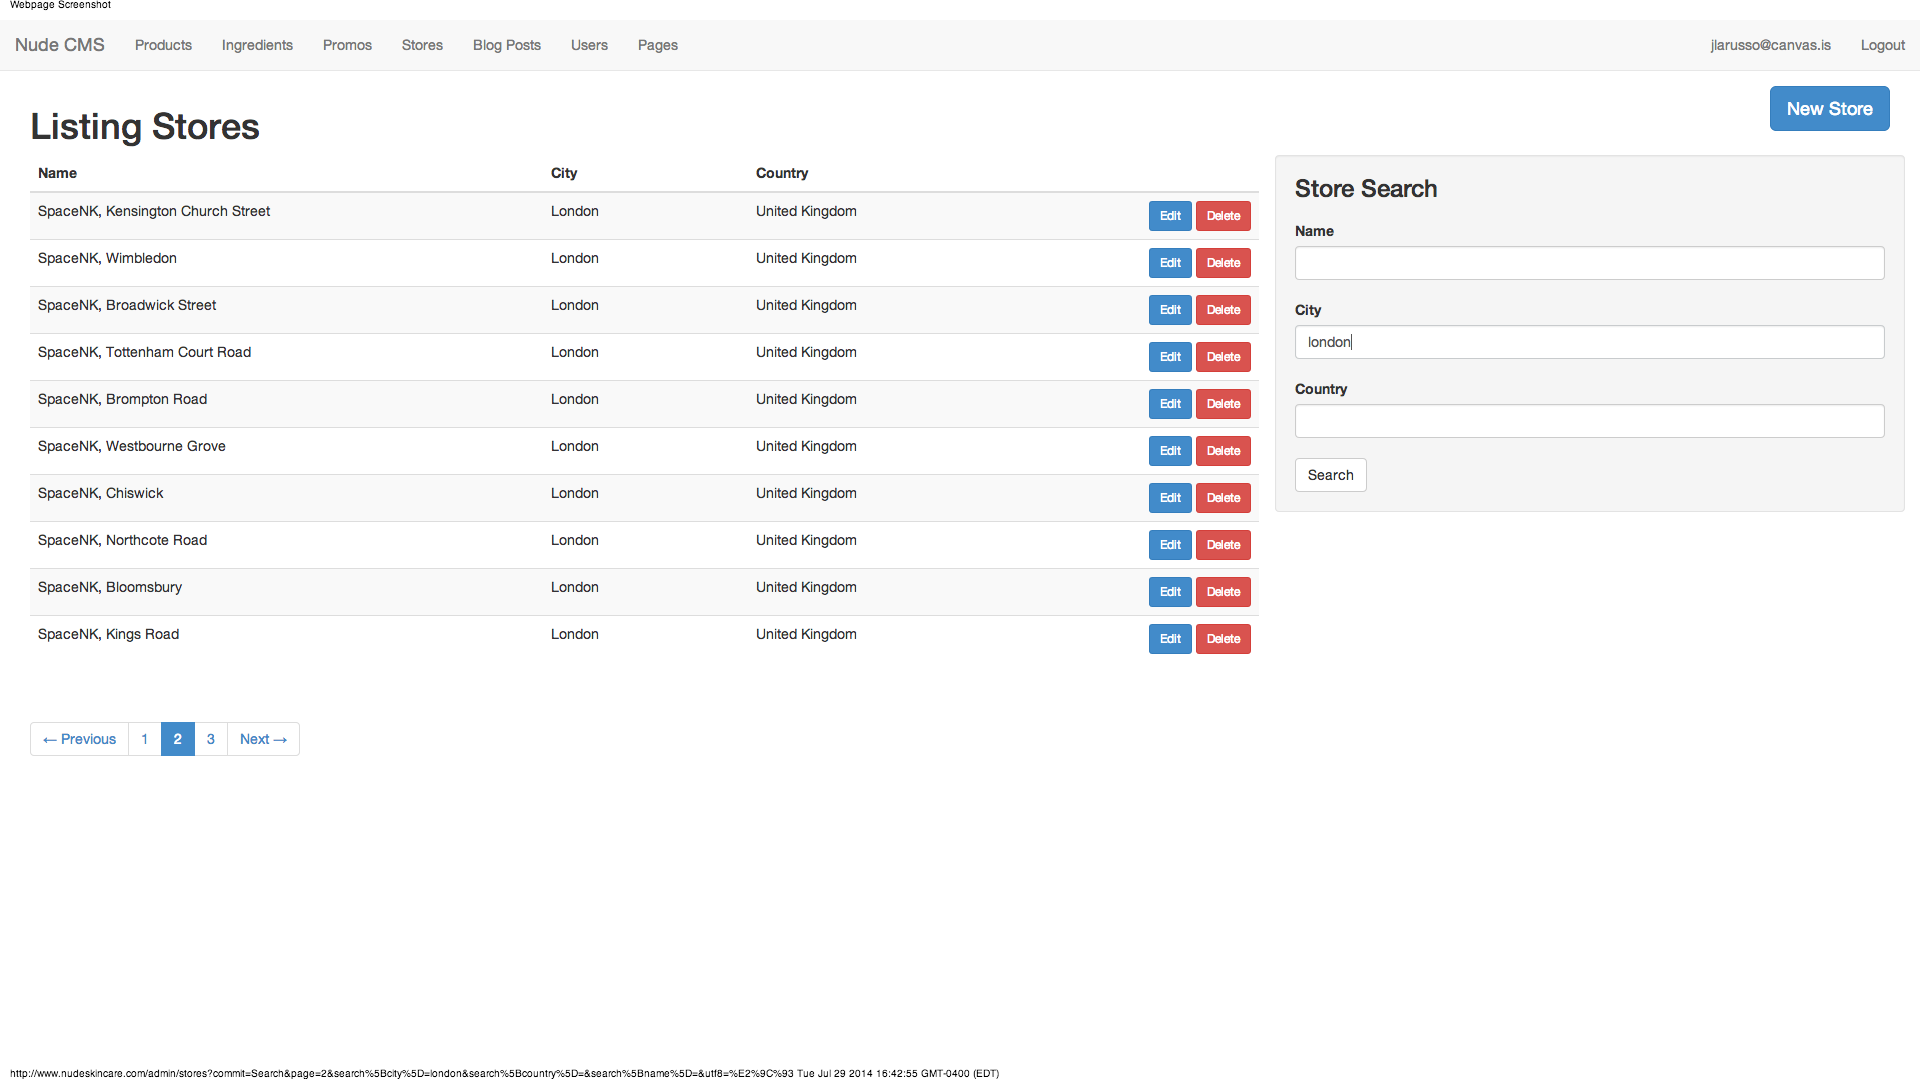 Webpage Screenshot
Nude CMS Products Ingredients Promos Stores Blog Posts Users Pages jlarusso@canvas.is Logout
New Store
Listing Stores
Name City Country
SpaceNK, Kensington Church Street London United Kingdom Edit Delete
SpaceNK, Wimbledon London United Kingdom Edit Delete
SpaceNK, Broadwick Street London United Kingdom Edit Delete
SpaceNK, Tottenham Court Road London United Kingdom Edit Delete
SpaceNK, Brompton Road London United Kingdom Edit Delete
SpaceNK, Westbourne Grove London United Kingdom Edit Delete
SpaceNK, Chiswick London United Kingdom Edit Delete
SpaceNK, Northcote Road London United Kingdom Edit Delete
SpaceNK, Bloomsbury London United Kingdom Edit Delete
SpaceNK, Kings Road London United Kingdom Edit Delete
← Previous 1 2 3 Next →
Store Search
Name
City
london
Country
Search
http://www.nudeskincare.com/admin/stores?commit=Search&page=2&search%5Bcity%5D=london&search%5Bcountry%5D=&search%5Bname%5D=&utf8=%E2%9C%93 Tue Jul 29 2014 16:42:55 GMT-0400 (EDT)